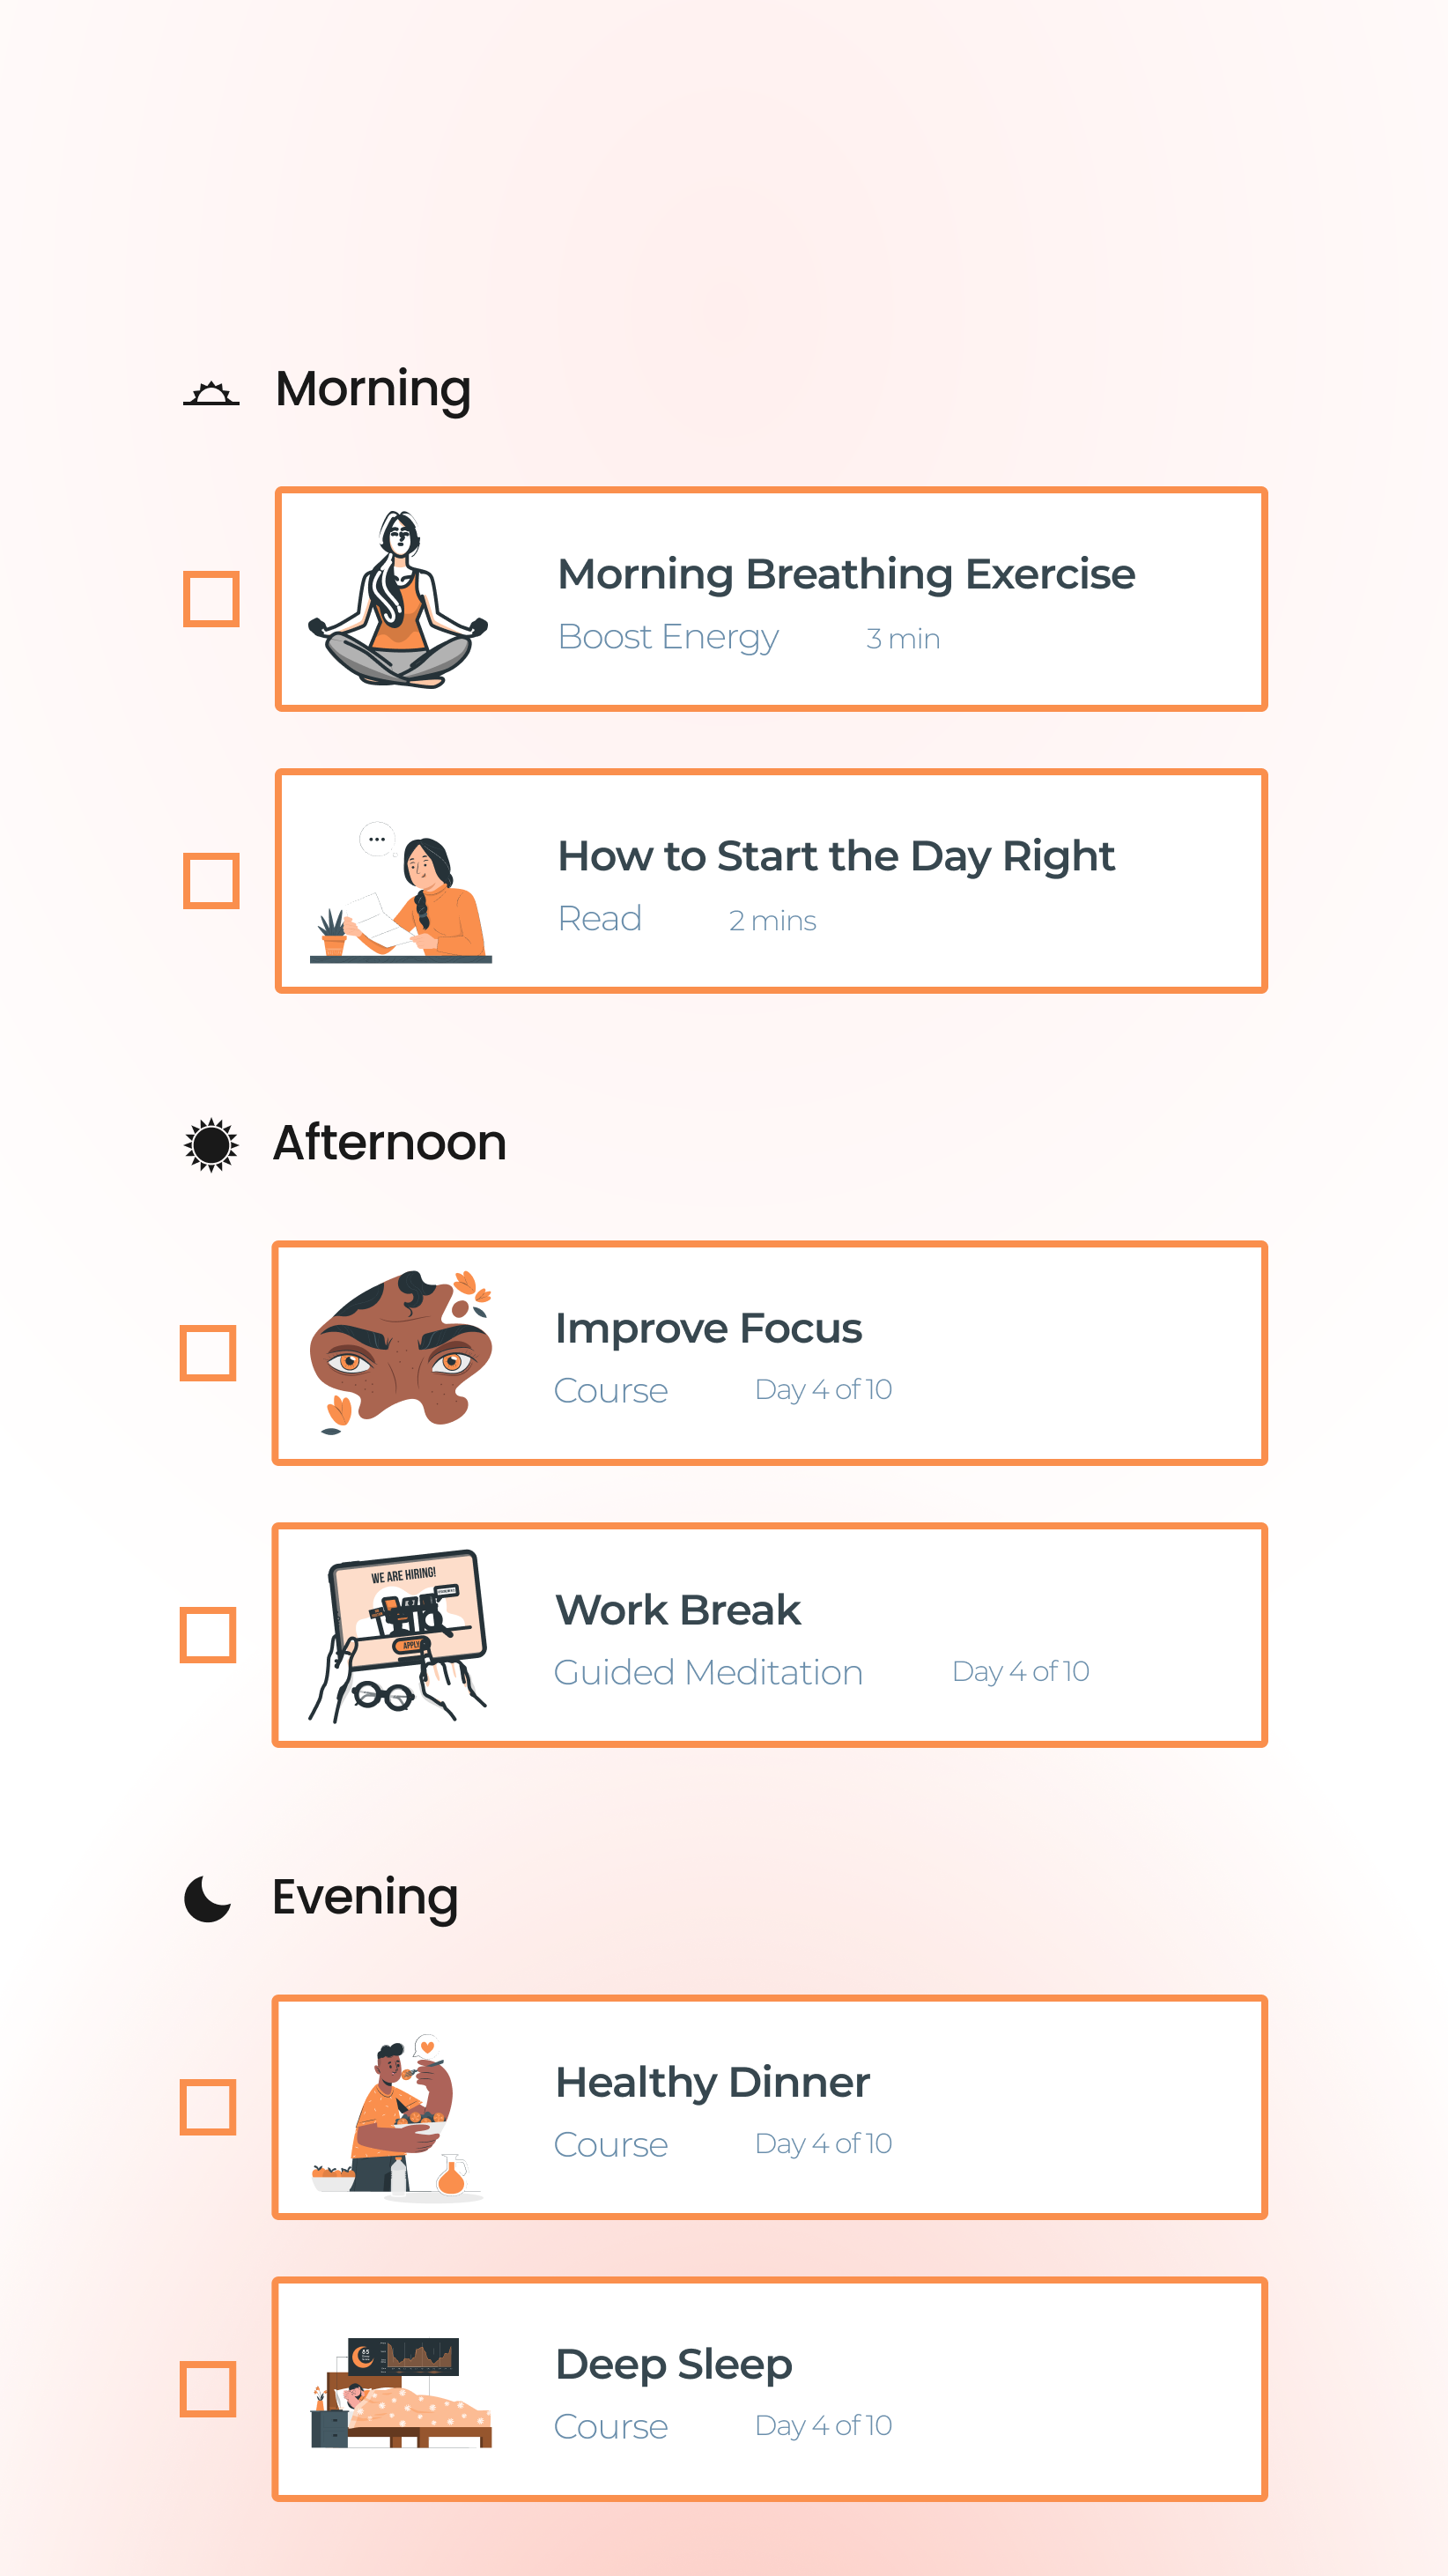 Morning
Morning Breathing Exercise
Boost Energy 3 min
How to Start the Day Right
Read 2 mins
Afternoon
Improve Focus
Course Day 4 of 10
WE ARE HIRING!
APPLY
Work Break
Guided Meditation Day 4 of 10
Evening
Healthy Dinner
Course Day 4 of 10
Deep Sleep
Course Day 4 of 10